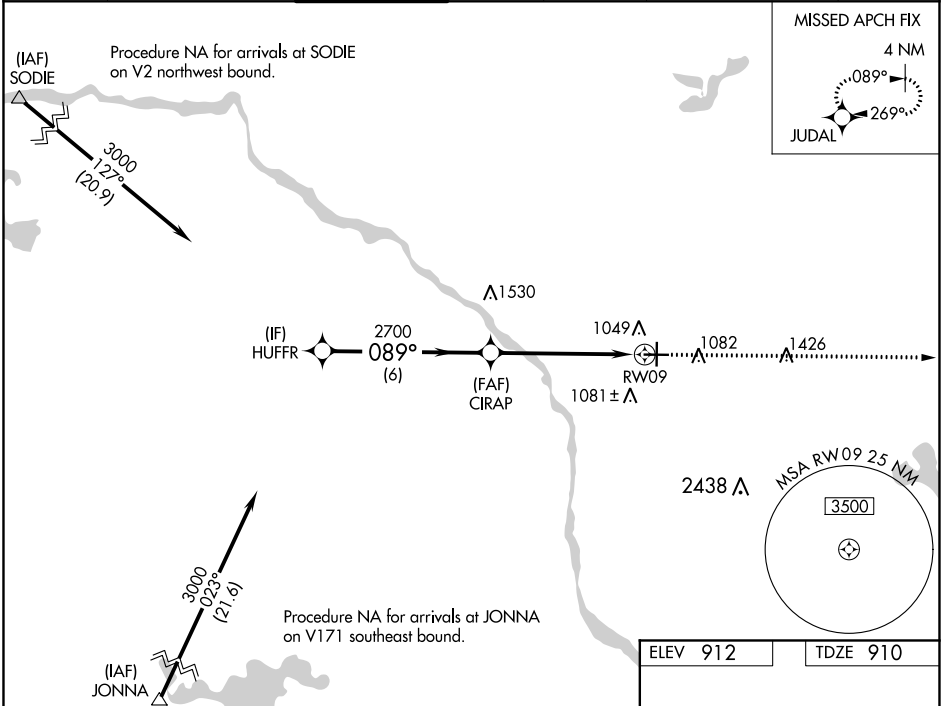 MISSED APCH FIX
4 NM
089°
269°
JUDAL
(IAF)
SODIE
Procedure NA for arrivals at SODIE
on V2 northwest bound.
3000
127°
(20.9)
1530
(IF)
HUFFR
2700
089°
(6)
(FAF)
CIRAP
1049
1082
1426
RW09
1081±
2438
MSA RW09 25 NM
3500
3000
023°
(21.6)
Procedure NA for arrivals at JONNA
on V171 southeast bound.
(IAF)
JONNA
ELEV 912
TDZE 910